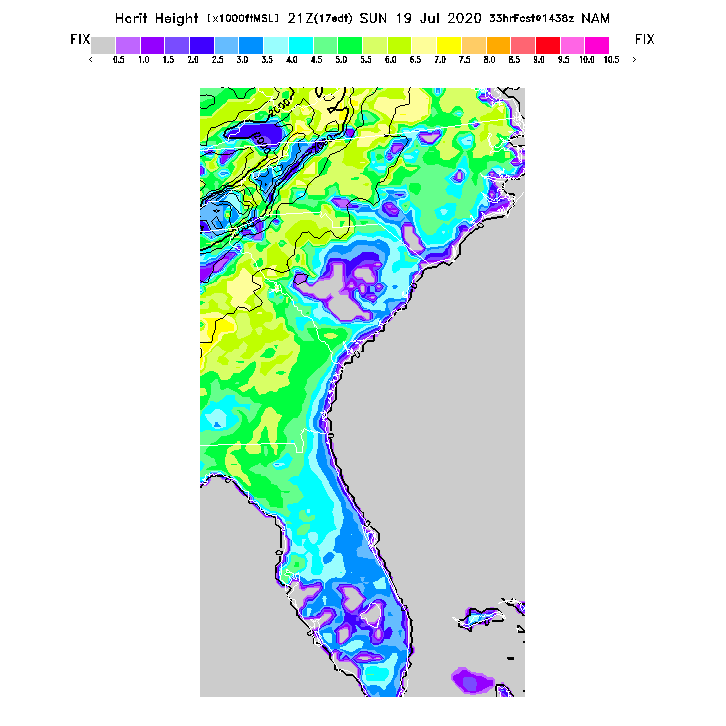 Hcrit Height [x1000ftMSL] 21Z(17edt) SUN 19 Jul 2020 33hrFcst@1438z NAM
FIX FIX
< 0.5 1.0 1.5 2.0 2.5 3.0 3.5 4.0 4.5 5.0 5.5 6.0 6.5 7.0 7.5 8.0 8.5 9.0 9.5 10.0 10.5 >
2000